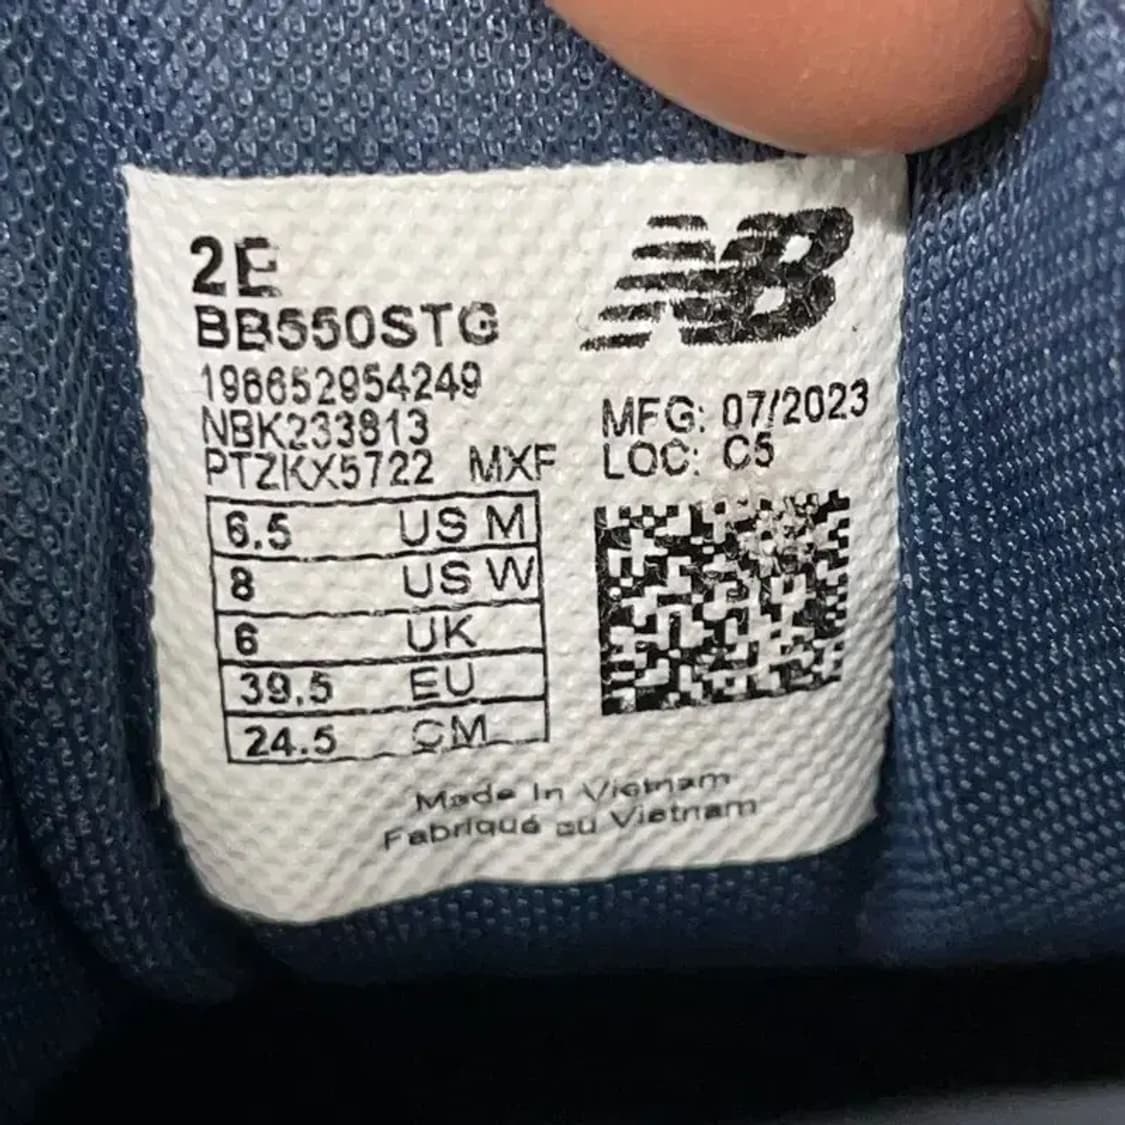 2E
BB550STG
196652954249
NBK233813
PTZKX5722 MXF
NB
MFG: 07/2023
LOC: C5
6.5 US M
8 US W
6 UK
39.5 EU
24.5 CM
Made In Vietnam
Fabriqué au Vietnam